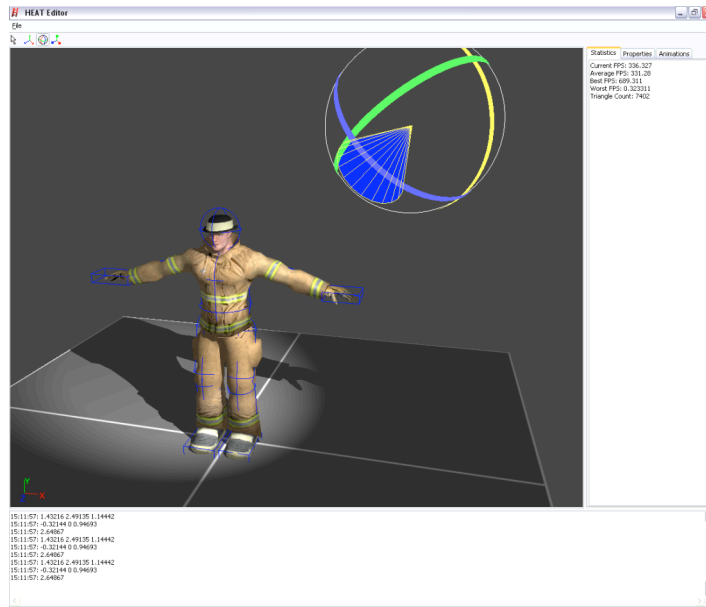 HEAT Editor
File
Statistics Properties Animations
Current FPS: 336.327
Average FPS: 331.28
Best FPS: 689.311
Worst FPS: 0.323311
Triangle Count: 7402
Y
X
15:11:57: 1.43216 2.49135 1.14442
15:11:57: -0.32144 0 0.94693
15:11:57: 2.64867
15:11:57: 1.43216 2.49135 1.14442
15:11:57: -0.32144 0 0.94693
15:11:57: 2.64867
15:11:57: 1.43216 2.49135 1.14442
15:11:57: -0.32144 0 0.94693
15:11:57: 2.64867